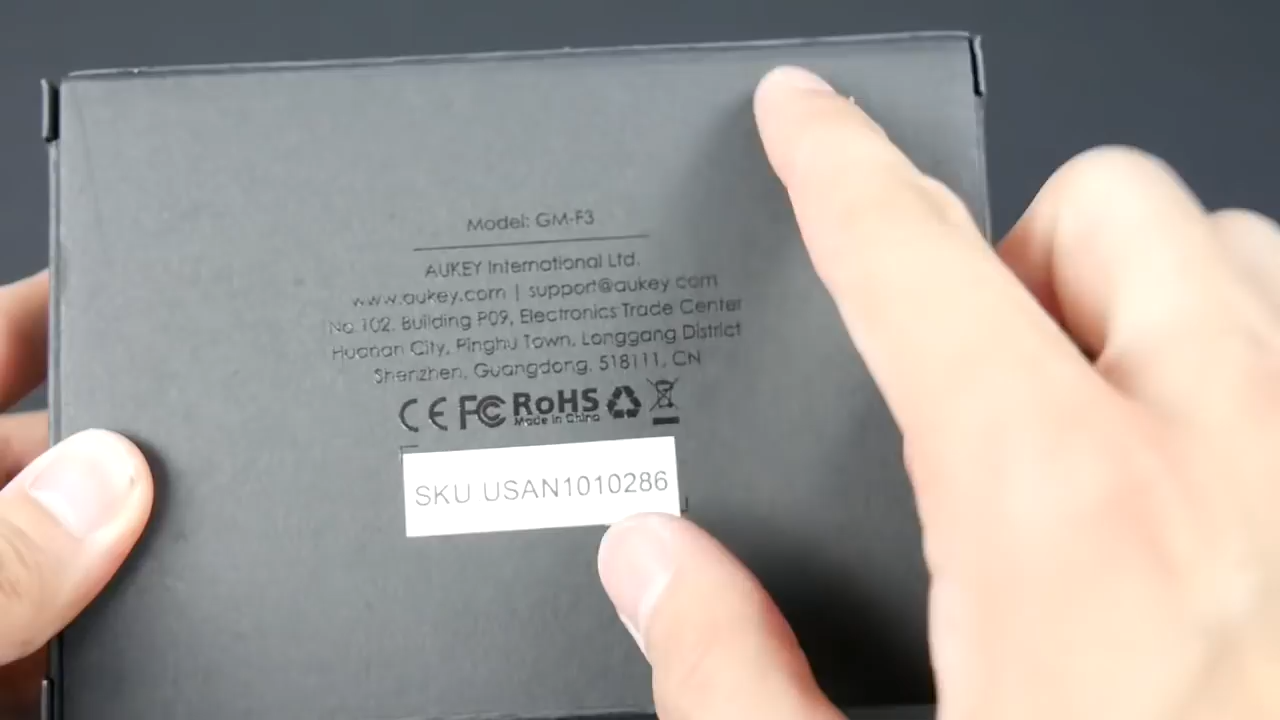 Model: GM-F3
AUKEY International Ltd.
www.aukey.com | support@aukey.com
No.102, Building P09, Electronics Trade Center
Huanan City, Pinghu Town, Longgang District
Shenzhen, Guangdong, 518111, CN
CE FC RoHS
Made in China
SKU USAN1010286